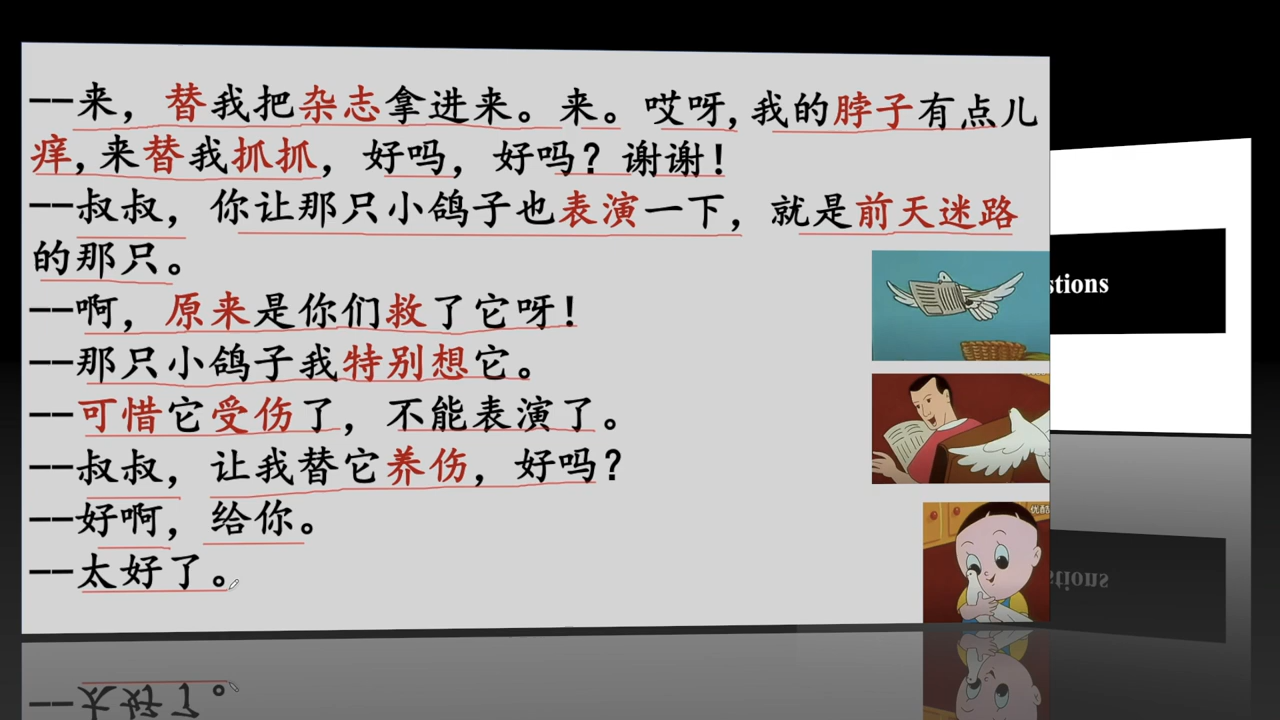 --来，替我把杂志拿进来。来。哎呀,我的脖子有点儿
痒,来替我抓抓，好吗，好吗？谢谢！
--叔叔，你让那只小鸽子也表演一下，就是前天迷路
的那只。
--啊，原来是你们救了它呀！
--那只小鸽子我特别想它。
--可惜它受伤了，不能表演了。
--叔叔，让我替它养伤，好吗？
--好啊，给你。
--太好了。
stions
优酷